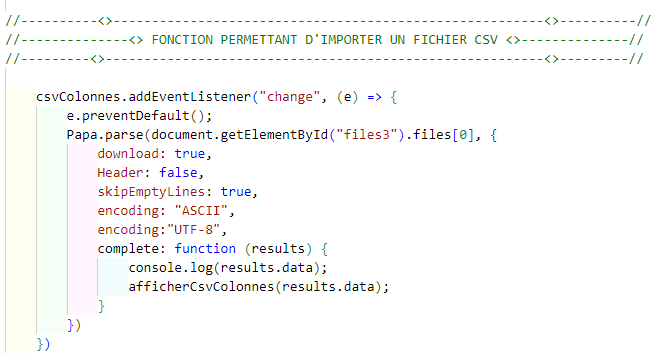 //----------<>--------------------------------------------------------<>----------//
//--------------<> FONCTION PERMETTANT D'IMPORTER UN FICHIER CSV <>--------------//
//---------<>----------------------------------------------------------<>---------//
csvColonnes.addEventListener("change", (e) => {
e.preventDefault();
Papa.parse(document.getElementById("files3").files[0], {
download: true,
Header: false,
skipEmptyLines: true,
encoding: "ASCII",
encoding:"UTF-8",
complete: function (results) {
console.log(results.data);
afficherCsvColonnes(results.data);
}
})
})